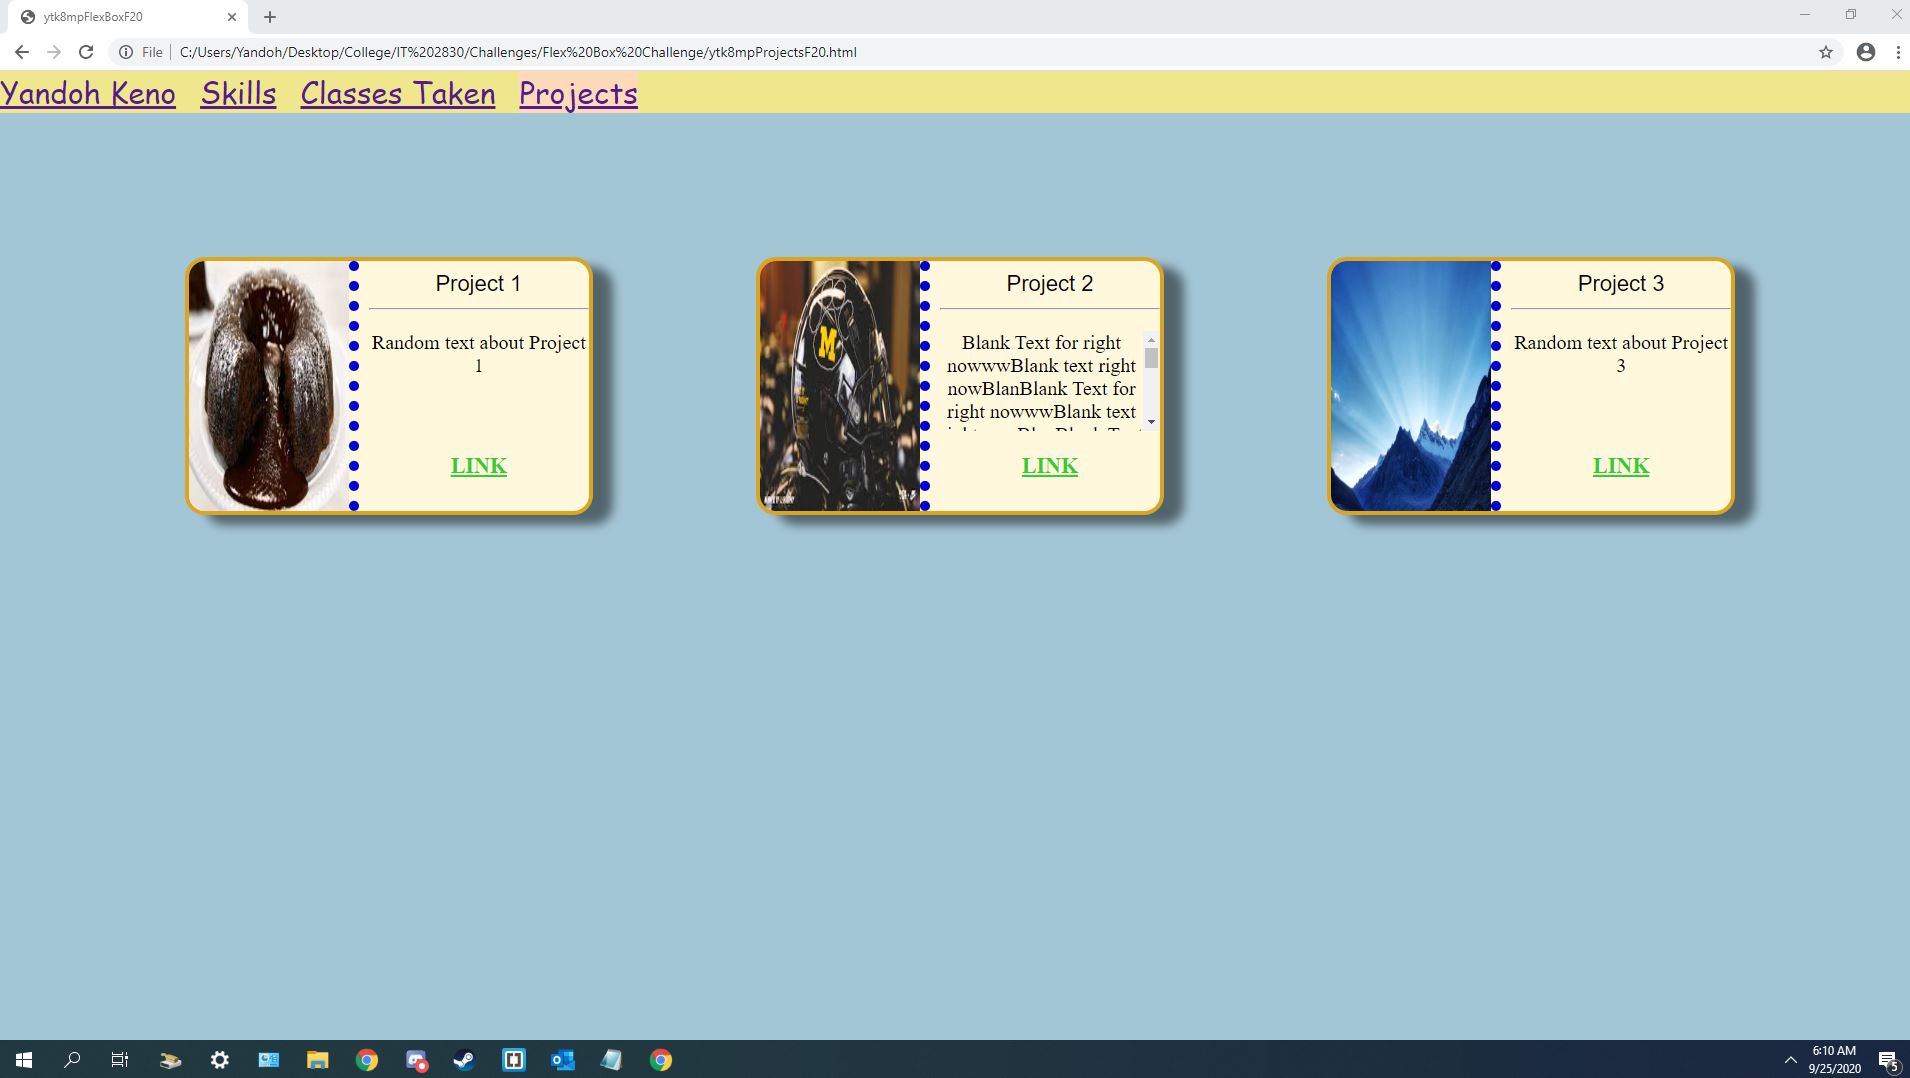 ytk8mpFlexBoxF20
File
C:/Users/Yandoh/Desktop/College/IT%202830/Challenges/Flex%20Box%20Challenge/ytk8mpProjectsF20.html
Yandoh Keno Skills Classes Taken Projects
Project 1
Random text about Project
1
LINK
M
Project 2
Blank Text for right
nowwwBlank text right
nowBlanBlank Text for
right nowwwBlank text
LINK
Project 3
Random text about Project
3
LINK
6:10 AM
9/25/2020
5